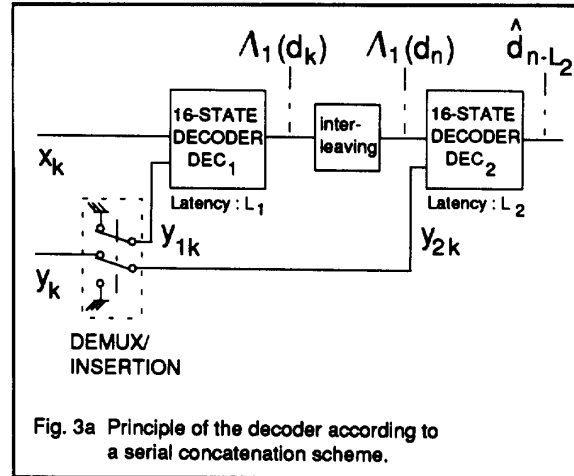 Λ₁(dₖ) Λ₁(dₙ) d̂ₙ₋L₂
16-STATE
DECODER
DEC₁
inter-
leaving
16-STATE
DECODER
DEC₂
xₖ
Latency : L₁
Latency : L₂
y₁ₖ
y₂ₖ
yₖ
DEMUX/
INSERTION
Fig. 3a Principle of the decoder according to
a serial concatenation scheme.